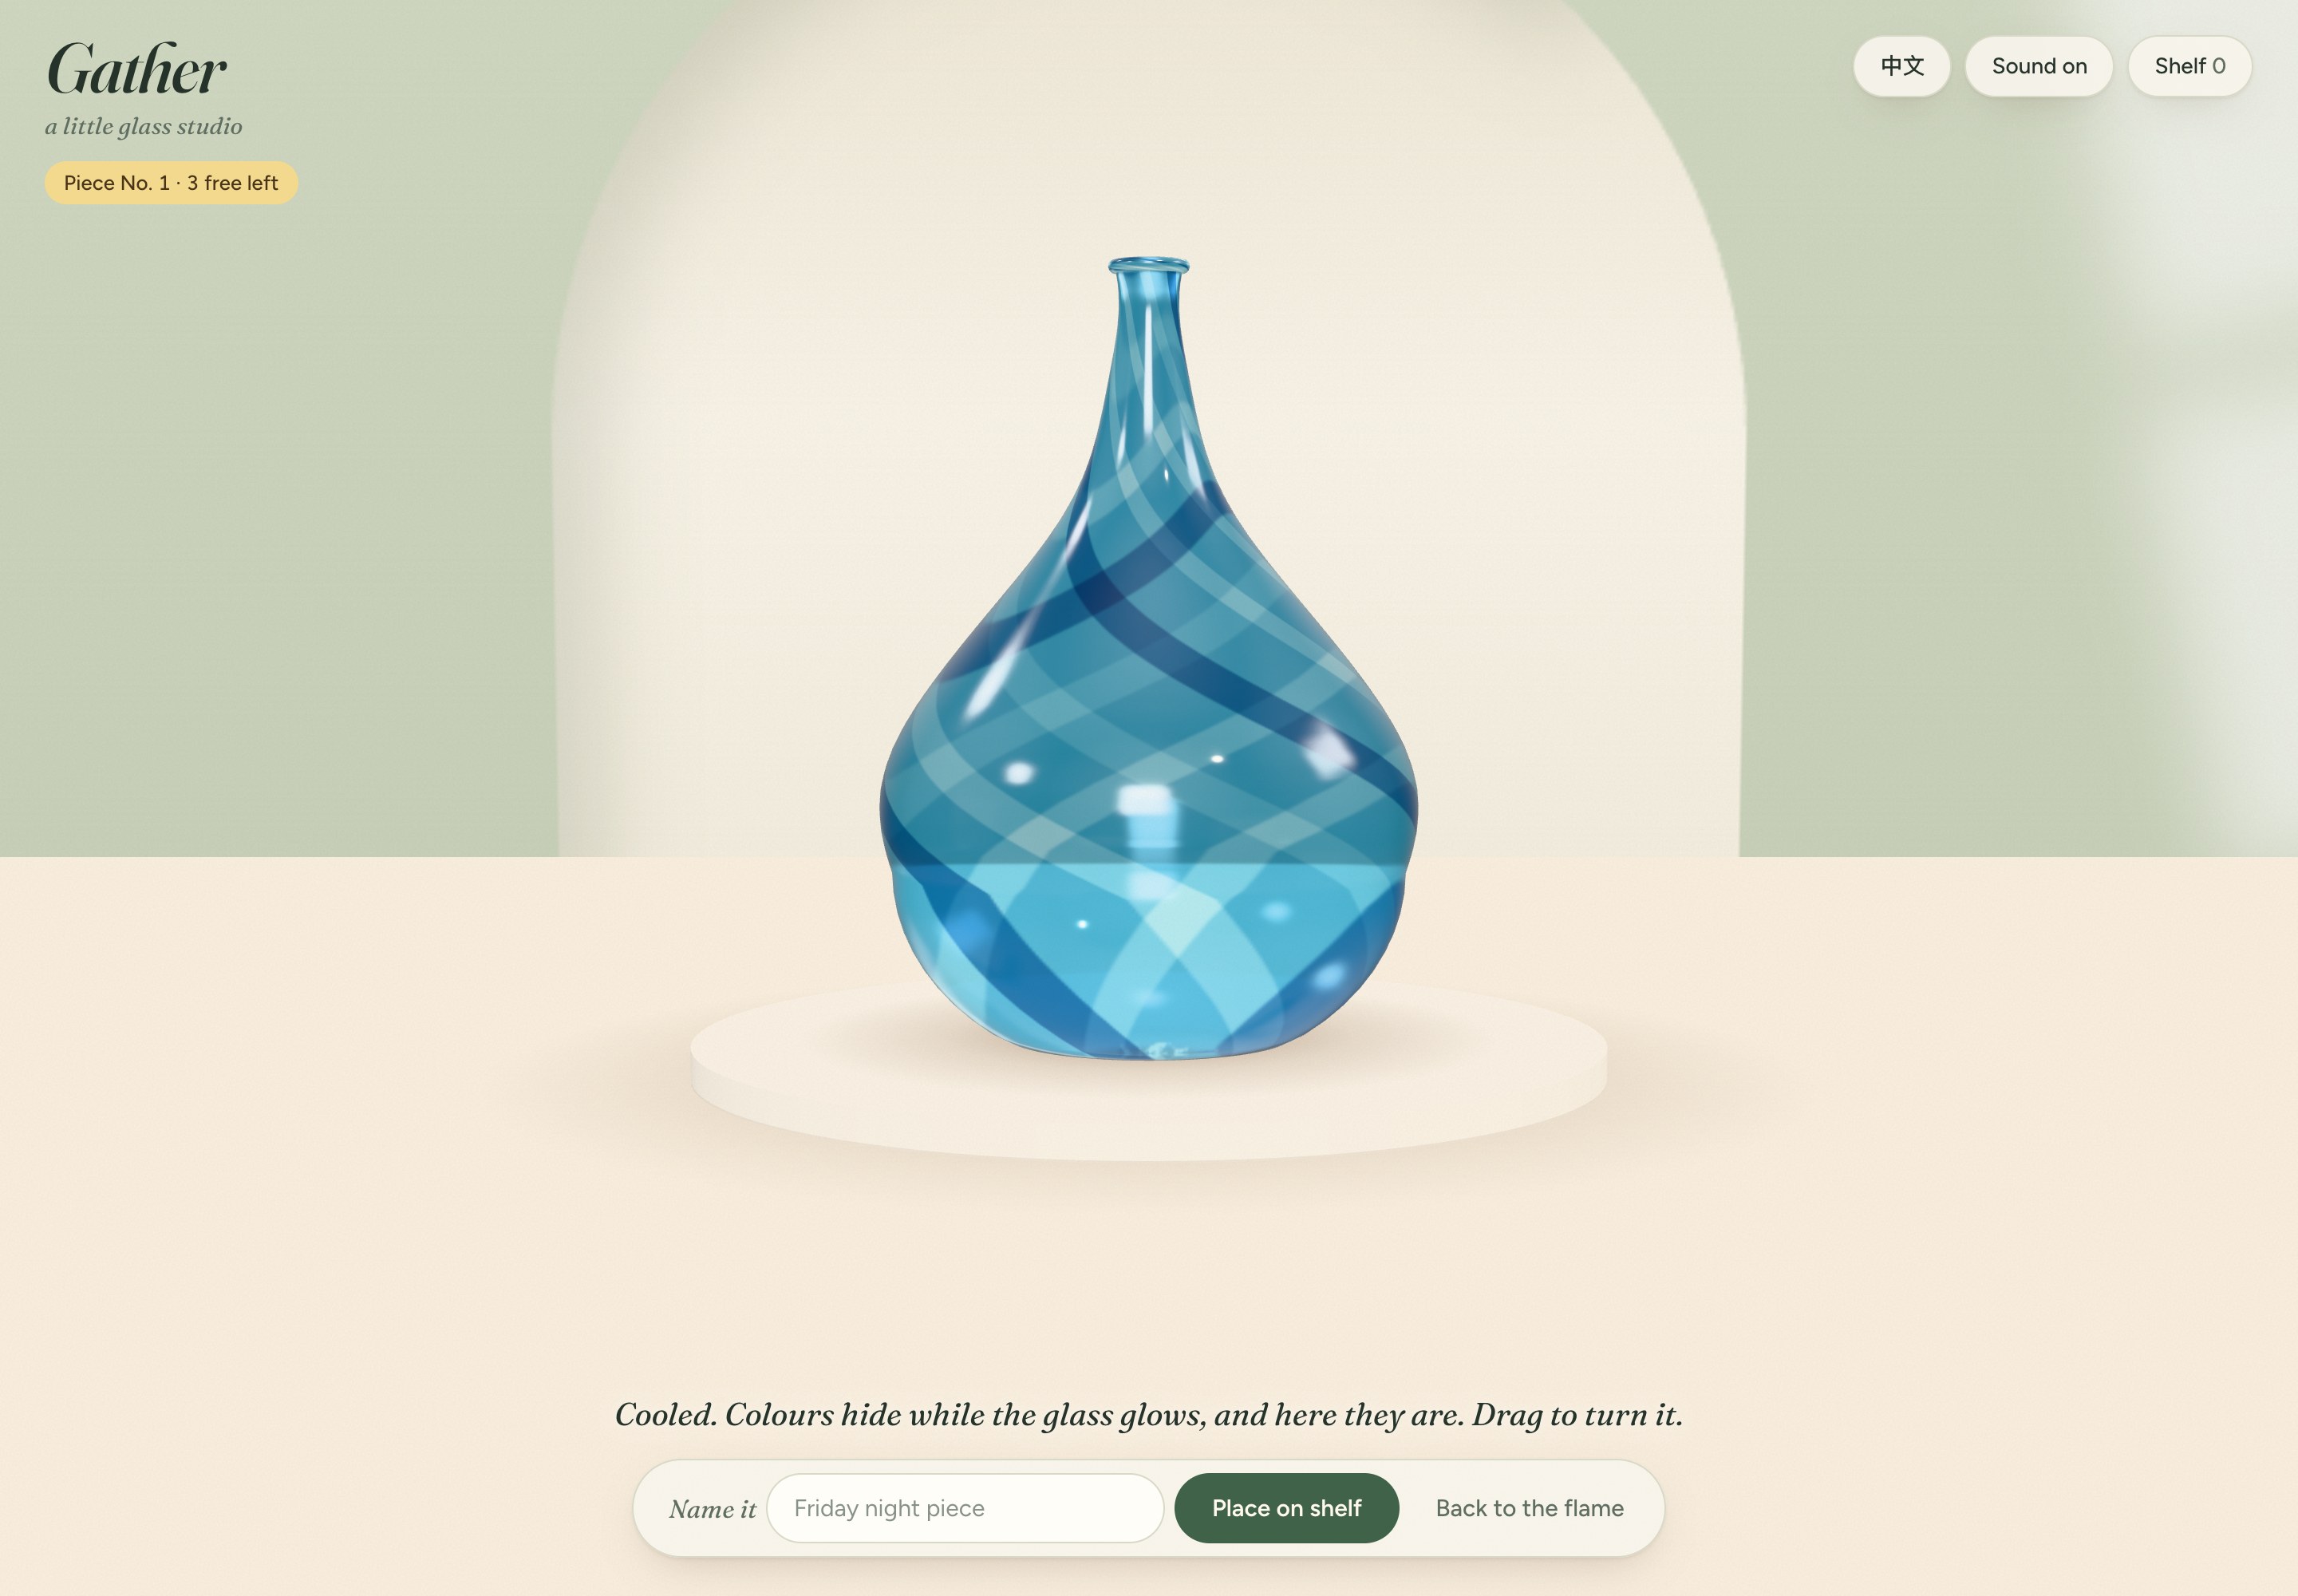 Gather
a little glass studio
Piece No. 1 · 3 free left
中文
Sound on
Shelf 0
Cooled. Colours hide while the glass glows, and here they are. Drag to turn it.
Name it
Friday night piece
Place on shelf
Back to the flame